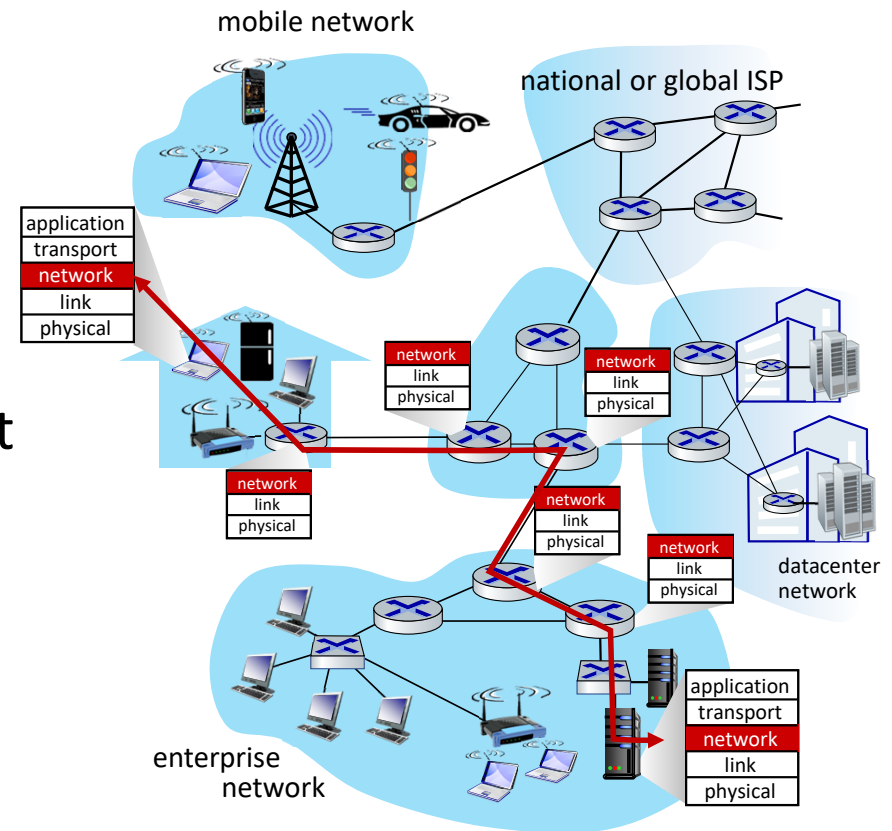 mobile network
national or global ISP
application
transport
network
link
physical
network
link
physical
network
link
physical
t
network
link
physical
network
link
physical
network
link
physical
datacenter
network
application
transport
network
link
physical
enterprise
network